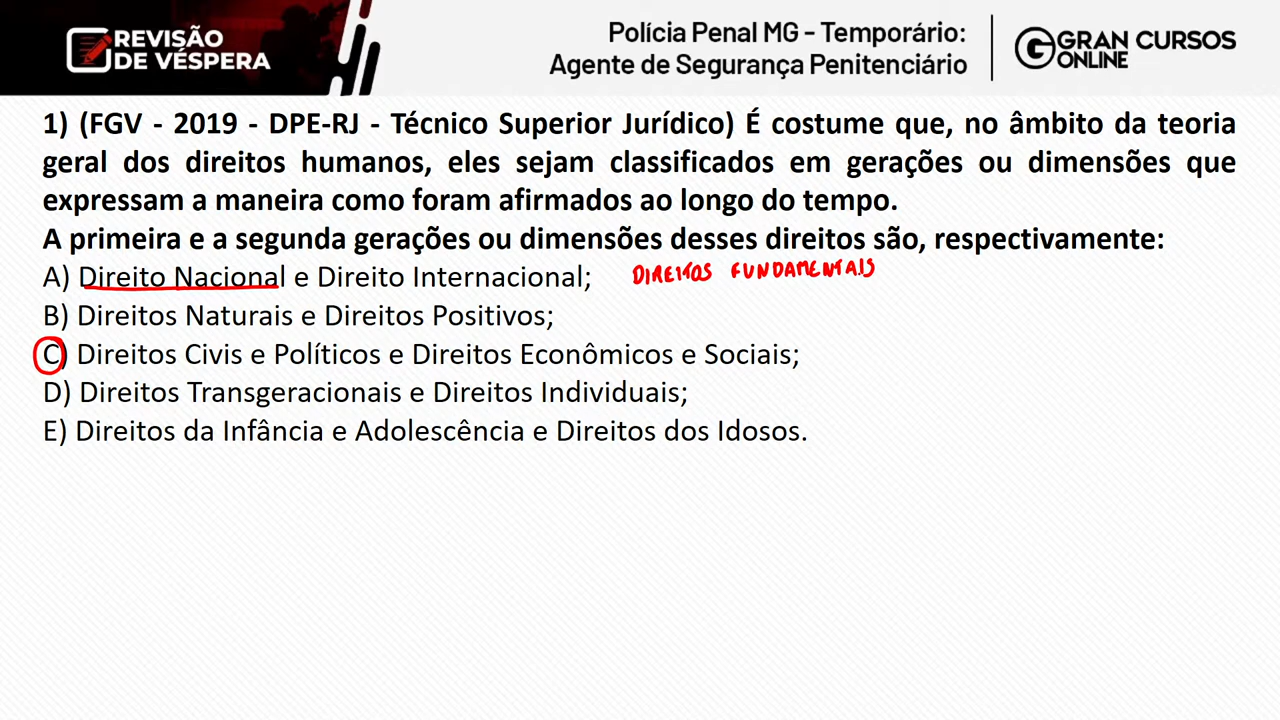 REVISÃO
DE VÉSPERA
Polícia Penal MG - Temporário:
Agente de Segurança Penitenciário
GRAN CURSOS
ONLINE
1) (FGV - 2019 - DPE-RJ - Técnico Superior Jurídico) É costume que, no âmbito da teoria
geral dos direitos humanos, eles sejam classificados em gerações ou dimensões que
expressam a maneira como foram afirmados ao longo do tempo.
A primeira e a segunda gerações ou dimensões desses direitos são, respectivamente:
A) Direito Nacional e Direito Internacional; DIREITOS FUNDAMENTAIS
B) Direitos Naturais e Direitos Positivos;
C) Direitos Civis e Políticos e Direitos Econômicos e Sociais;
D) Direitos Transgeracionais e Direitos Individuais;
E) Direitos da Infância e Adolescência e Direitos dos Idosos.